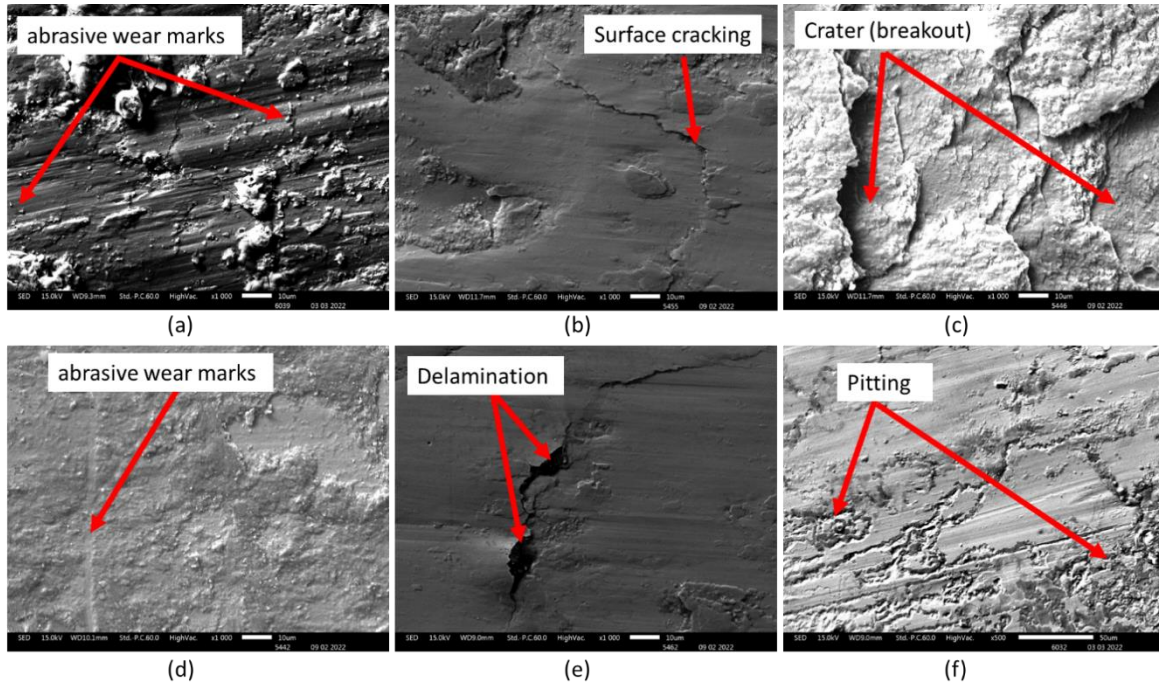 abrasive wear marks
SED 15.0kV WD9.3mm Std.-P.C.60.0 HighVac. x1 000 10um
6039 03 03 2022
(a)
Surface cracking
SED 15.0kV WD11.7mm Std.-P.C.60.0 HighVac. x1 000 10um
5455 09 02 2022
(b)
Crater (breakout)
SED 15.0kV WD11.7mm Std.-P.C.60.0 HighVac. x1 000 10um
5446 09 02 2022
(c)
abrasive wear marks
SED 15.0kV WD10.1mm Std.-P.C.60.0 HighVac. x1 000 10um
5442 09 02 2022
(d)
Delamination
SED 15.0kV WD9.0mm Std.-P.C.60.0 HighVac. x1 000 10um
5462 09 02 2022
(e)
Pitting
SED 15.0kV WD9.0mm Std.-P.C.60.0 HighVac. x500 50um
6032 03 03 2022
(f)